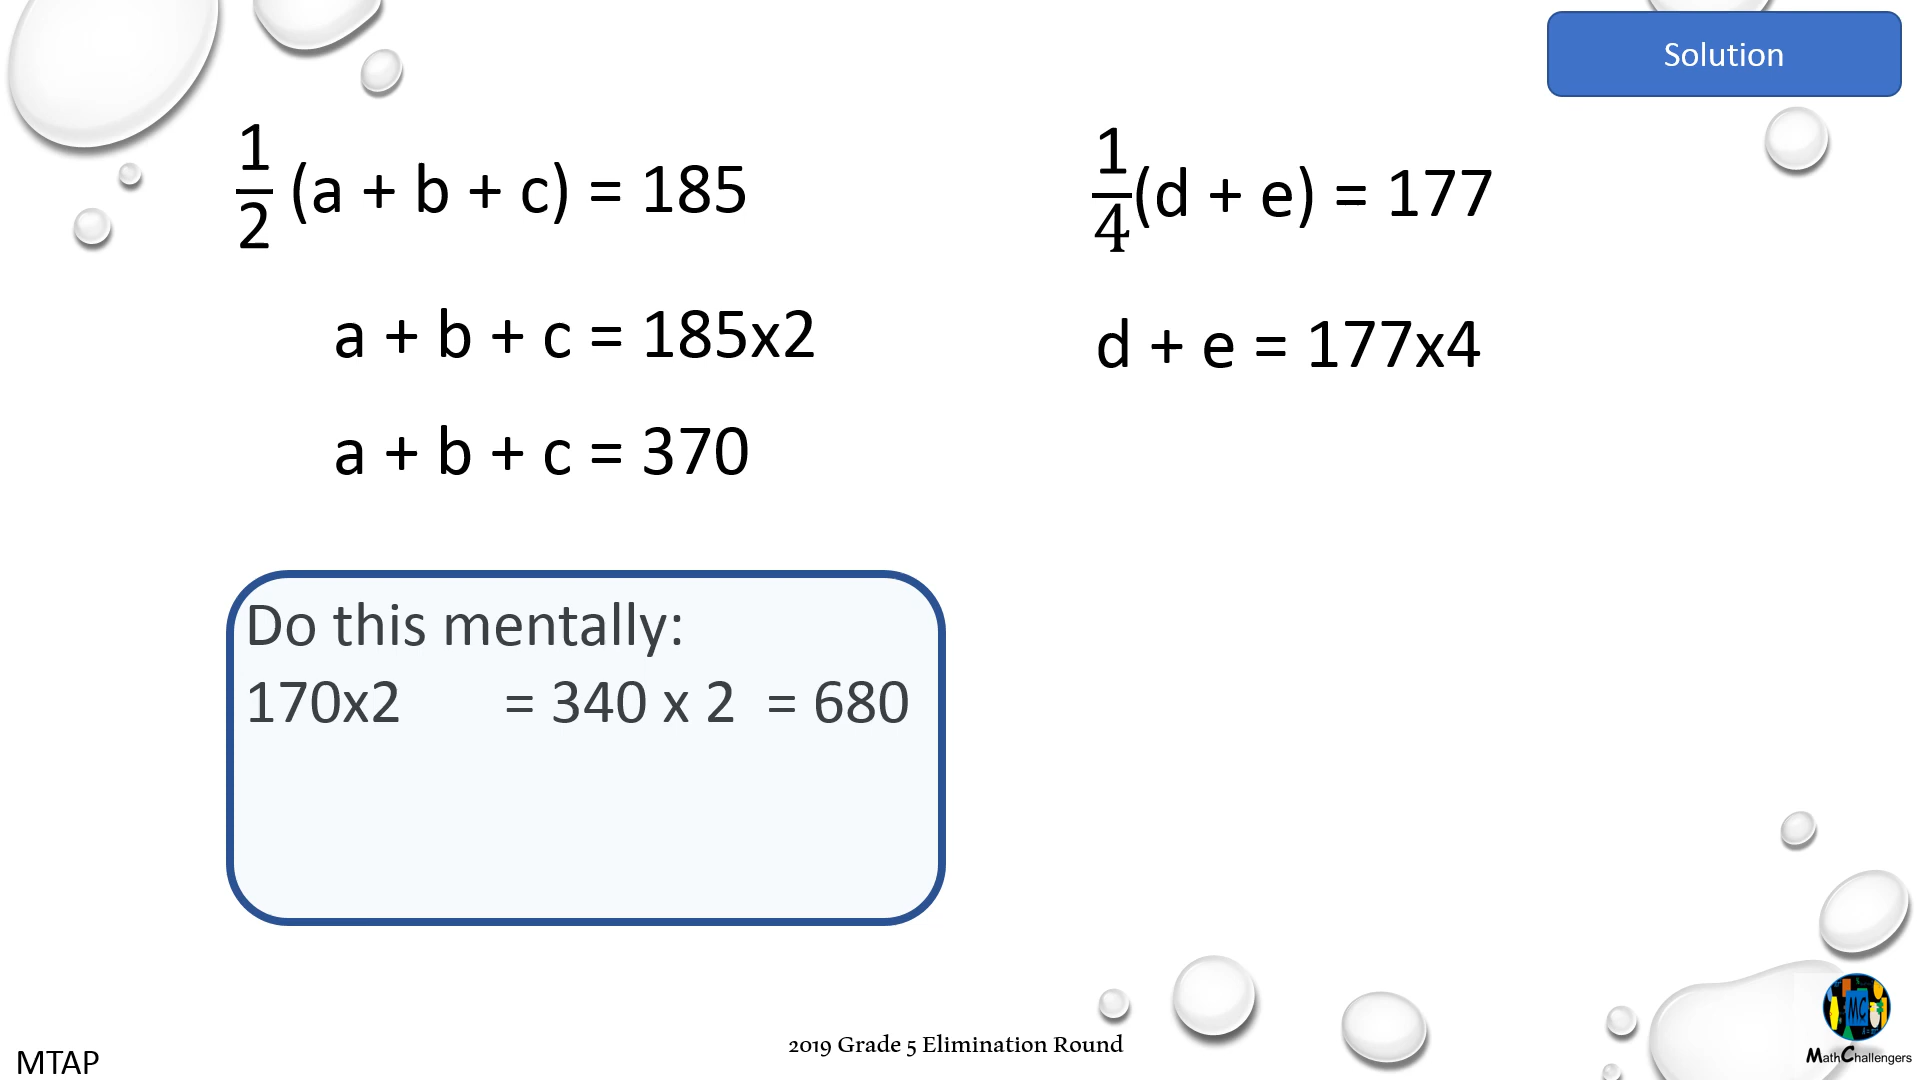 Solution
1/2 (a + b + c) = 185
a + b + c = 185x2
a + b + c = 370
1/4(d + e) = 177
d + e = 177x4
Do this mentally:
170x2 = 340 x 2 = 680
2019 Grade 5 Elimination Round
MTAP
MC
MathChallengers